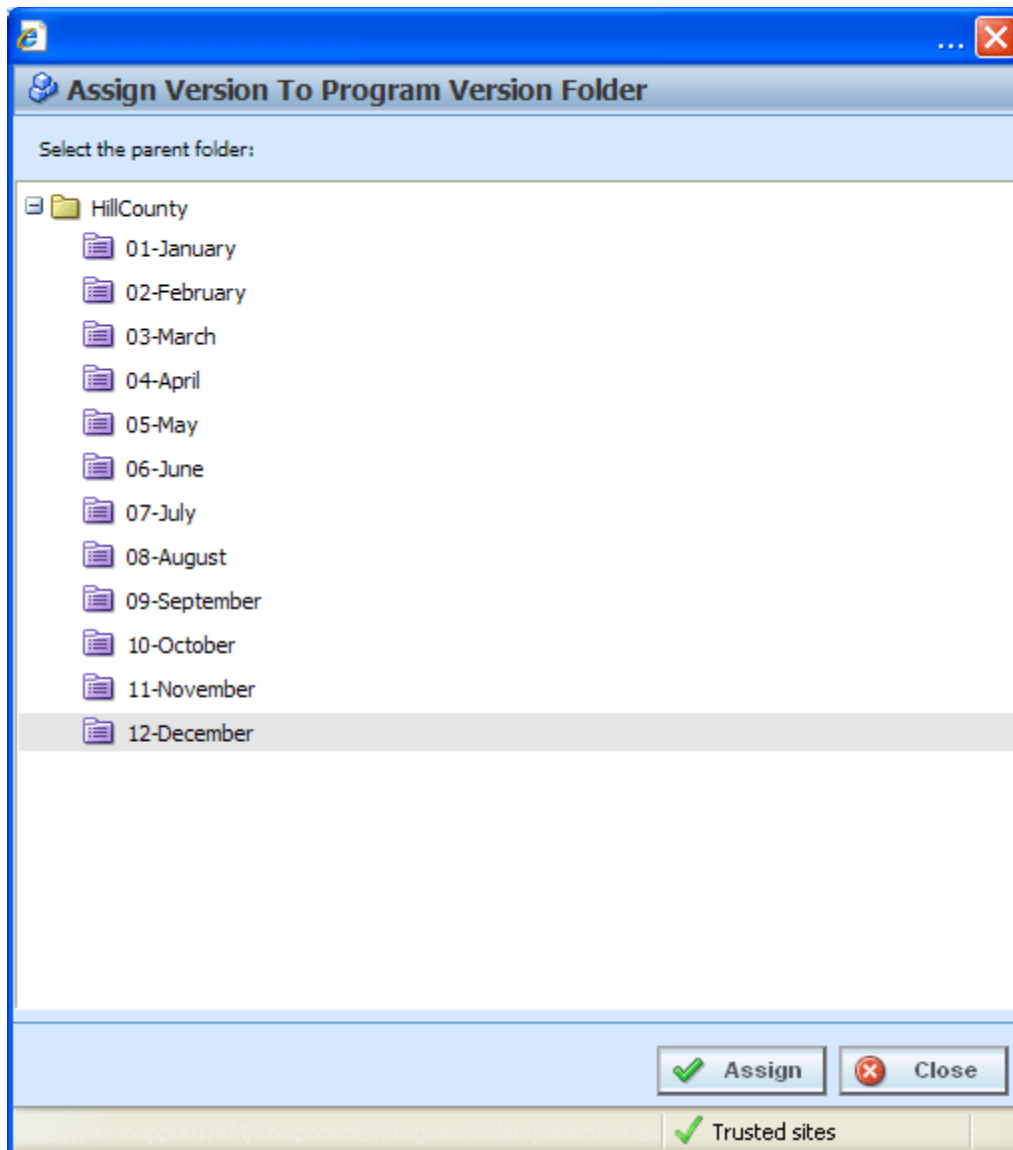 ...
Assign Version To Program Version Folder
Select the parent folder:
HillCounty
01-January
02-February
03-March
04-April
05-May
06-June
07-July
08-August
09-September
10-October
11-November
12-December
Assign Close
Trusted sites